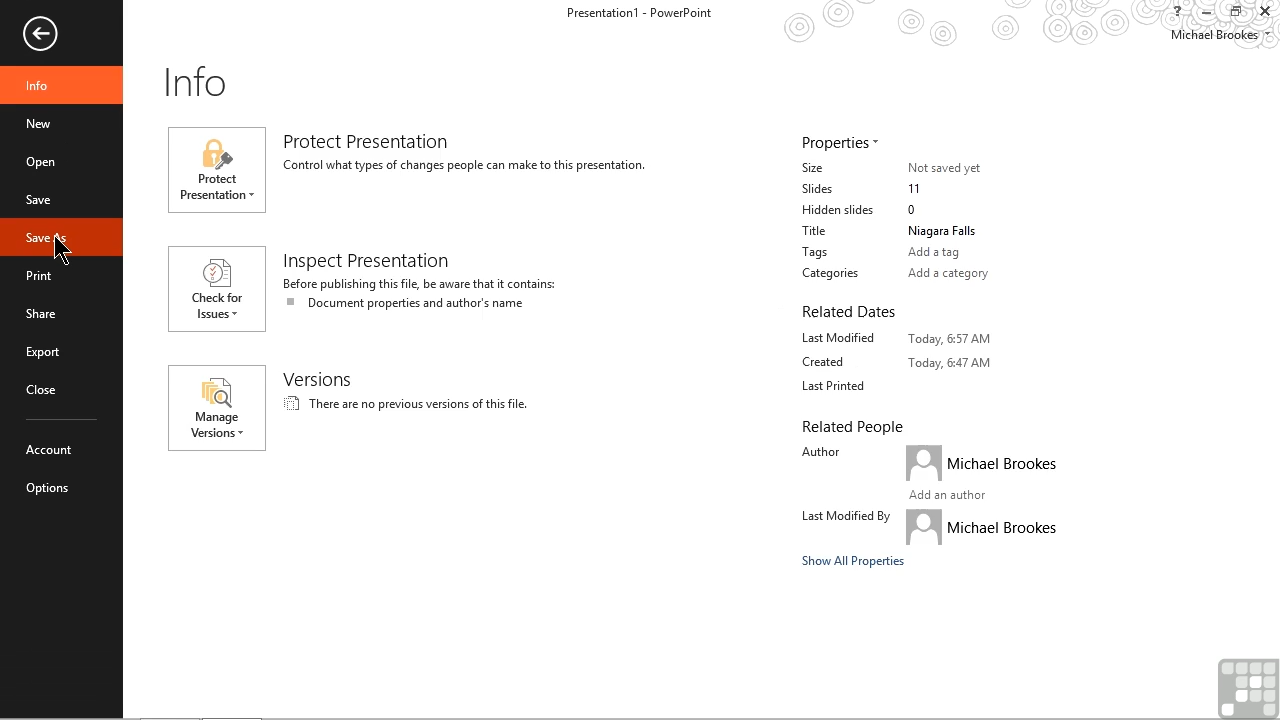 Presentation1 - PowerPoint
?
Michael Brookes
Info
New
Open
Save
Save As
Print
Share
Export
Close
Account
Options
Info
Protect Presentation
Protect Presentation
Control what types of changes people can make to this presentation.
Check for Issues
Inspect Presentation
Before publishing this file, be aware that it contains:
Document properties and author's name
Manage Versions
Versions
There are no previous versions of this file.
Properties
Size Not saved yet
Slides 11
Hidden slides 0
Title Niagara Falls
Tags Add a tag
Categories Add a category
Related Dates
Last Modified Today, 6:57 AM
Created Today, 6:47 AM
Last Printed
Related People
Author Michael Brookes
Add an author
Last Modified By Michael Brookes
Show All Properties